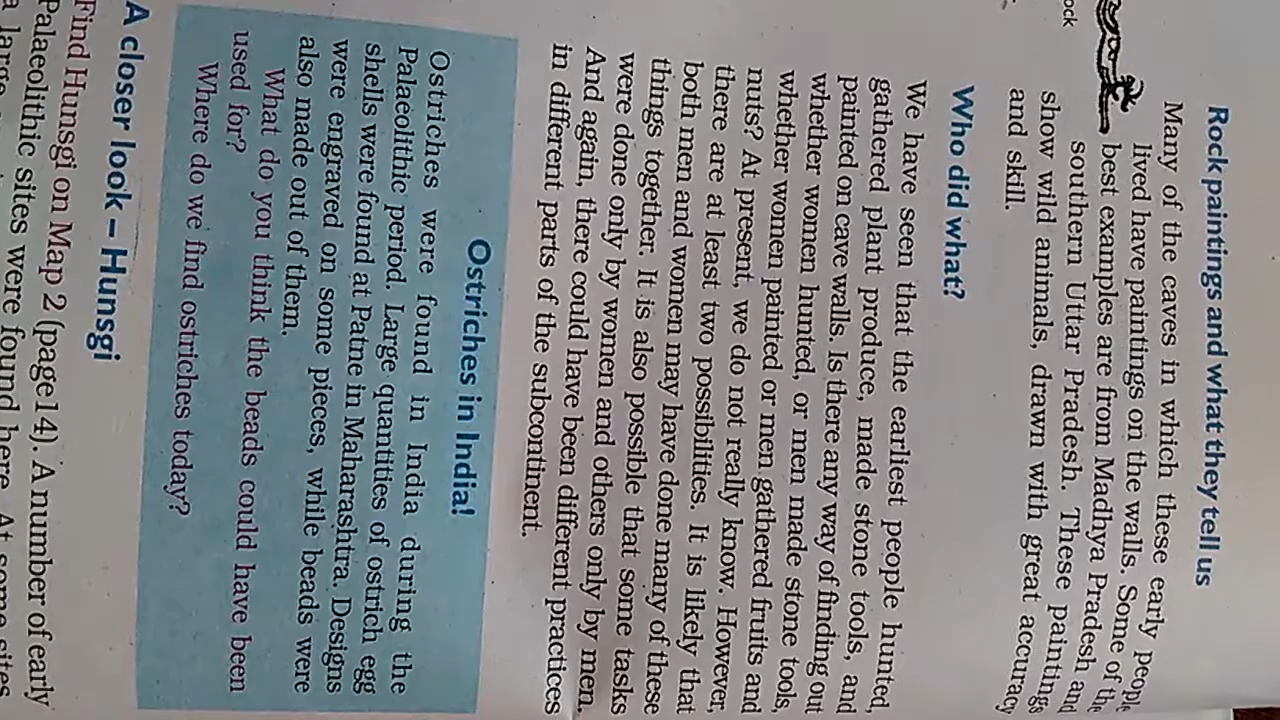 Rock paintings and what they tell us
Many of the caves in which these early people
lived have paintings on the walls. Some of the
ock
best examples are from Madhya Pradesh and
southern Uttar Pradesh. These paintings
show wild animals, drawn with great accuracy
and skill.
Who did what?
We have seen that the earliest people hunted,
gathered plant produce, made stone tools, and
painted on cave walls. Is there any way of finding out
whether women hunted, or men made stone tools,
whether women painted or men gathered fruits and
nuts? At present, we do not really know. However,
there are at least two possibilities. It is likely that
both men and women may have done many of these
things together. It is also possible that some tasks
were done only by women and others only by men.
And again, there could have been different practices
in different parts of the subcontinent.
Ostriches in India!
Ostriches were found in India during the
Palaeolithic period. Large quantities of ostrich egg
shells were found at Patne in Maharashtra. Designs
were engraved on some pieces, while beads were
also made out of them.
What do you think the beads could have been
used for?
Where do we find ostriches today?
A closer look – Hunsgi
Find Hunsgi on Map 2 (page14). A number of early
Palaeolithic sites were found here. At some sites
a large